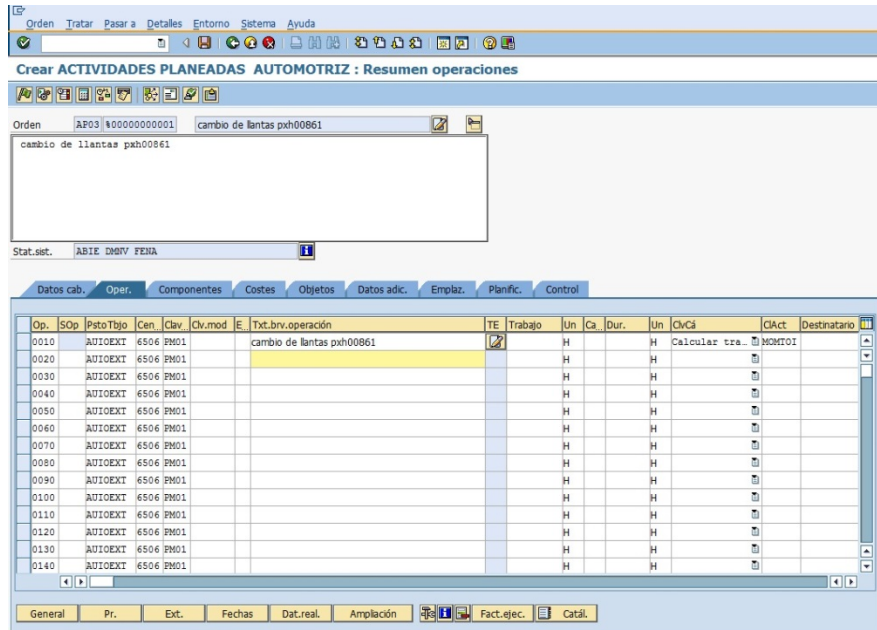 Orden Tratar Pasar a Detalles Entorno Sistema Ayuda
Crear ACTIVIDADES PLANEADAS AUTOMOTRIZ : Resumen operaciones
Orden AP03 %00000000001 cambio de llantas pxh00861
cambio de llantas pxh00861
Stat.sist. ABIE DMNV FENA
Datos cab. Oper. Componentes Costes Objetos Datos adic. Emplaz. Planific. Control
Op. SOp PstoTbjo Cen.. Clav.. Clv.mod E.. Txt.brv.operación TE Trabajo Un Ca.. Dur. Un ClvCá ClAct Destinatario
0010 AUIOEXT 6506 PM01 cambio de llantas pxh00861 H H Calcular tra… MOMTOI
0020 AUIOEXT 6506 PM01 H H
0030 AUIOEXT 6506 PM01 H H
0040 AUIOEXT 6506 PM01 H H
0050 AUIOEXT 6506 PM01 H H
0060 AUIOEXT 6506 PM01 H H
0070 AUIOEXT 6506 PM01 H H
0080 AUIOEXT 6506 PM01 H H
0090 AUIOEXT 6506 PM01 H H
0100 AUIOEXT 6506 PM01 H H
0110 AUIOEXT 6506 PM01 H H
0120 AUIOEXT 6506 PM01 H H
0130 AUIOEXT 6506 PM01 H H
0140 AUIOEXT 6506 PM01 H H
General Pr. Ext. Fechas Dat.real. Ampliación Fact.ejec. Catál.